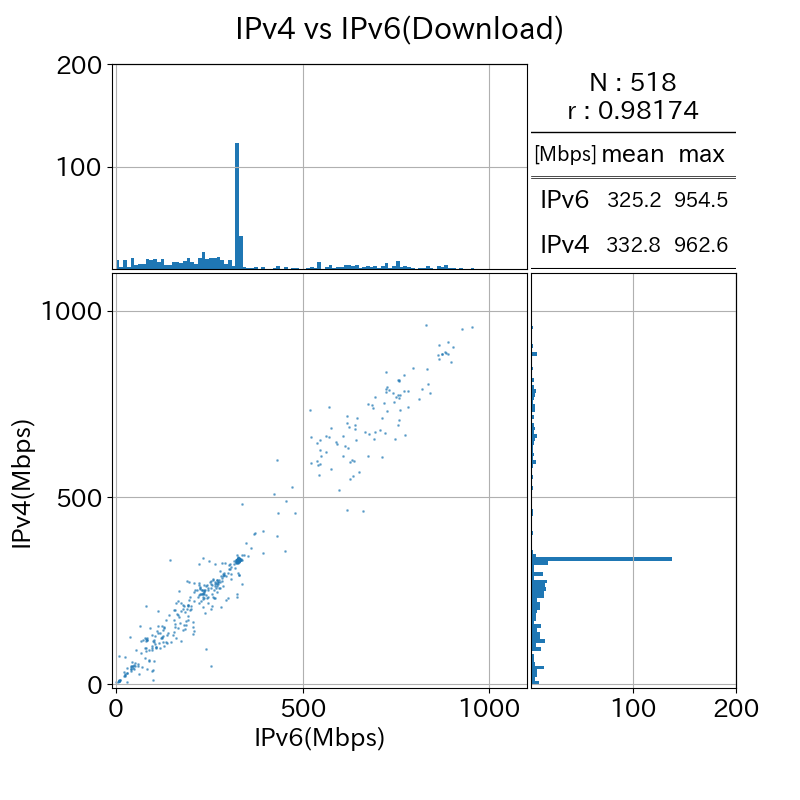 IPv4 vs IPv6(Download)
200
100
N : 518
r : 0.98174
[Mbps] mean max
IPv6 325.2 954.5
IPv4 332.8 962.6
1000
500
0
IPv4(Mbps)
0 500 1000
100 200
IPv6(Mbps)